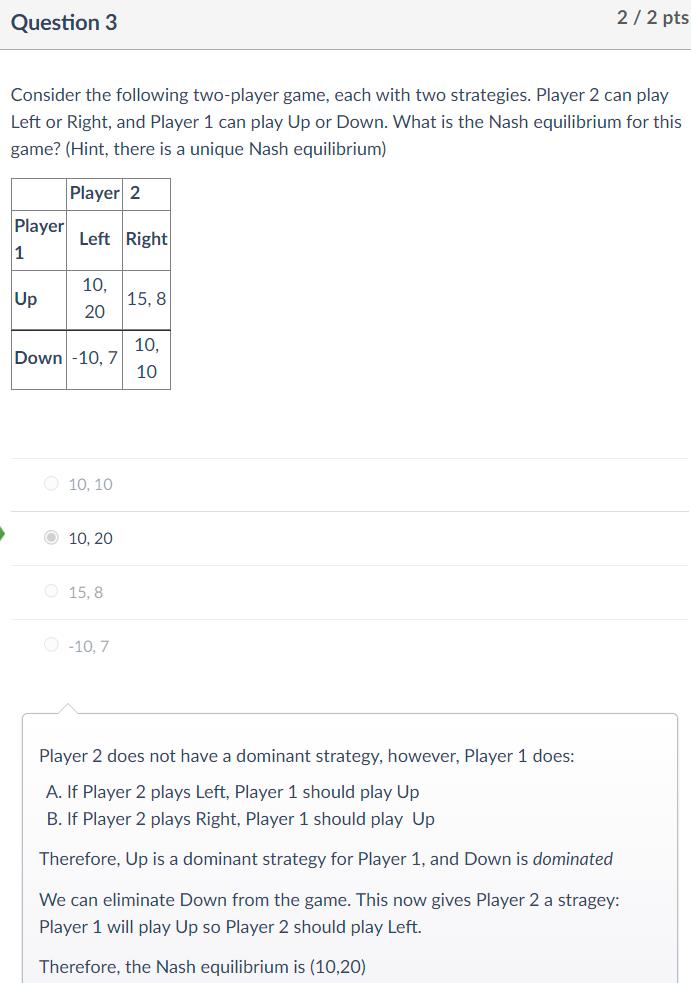 Question 3
2 / 2 pts
Consider the following two-player game, each with two strategies. Player 2 can play
Left or Right, and Player 1 can play Up or Down. What is the Nash equilibrium for this
game? (Hint, there is a unique Nash equilibrium)
Player 2
Player
1
Left Right
Up
10,
20
15, 8
Down -10, 7
10,
10
10, 10
10, 20
15, 8
-10, 7
Player 2 does not have a dominant strategy, however, Player 1 does:
A. If Player 2 plays Left, Player 1 should play Up
B. If Player 2 plays Right, Player 1 should play Up
Therefore, Up is a dominant strategy for Player 1, and Down is dominated
We can eliminate Down from the game. This now gives Player 2 a stragey:
Player 1 will play Up so Player 2 should play Left.
Therefore, the Nash equilibrium is (10,20)